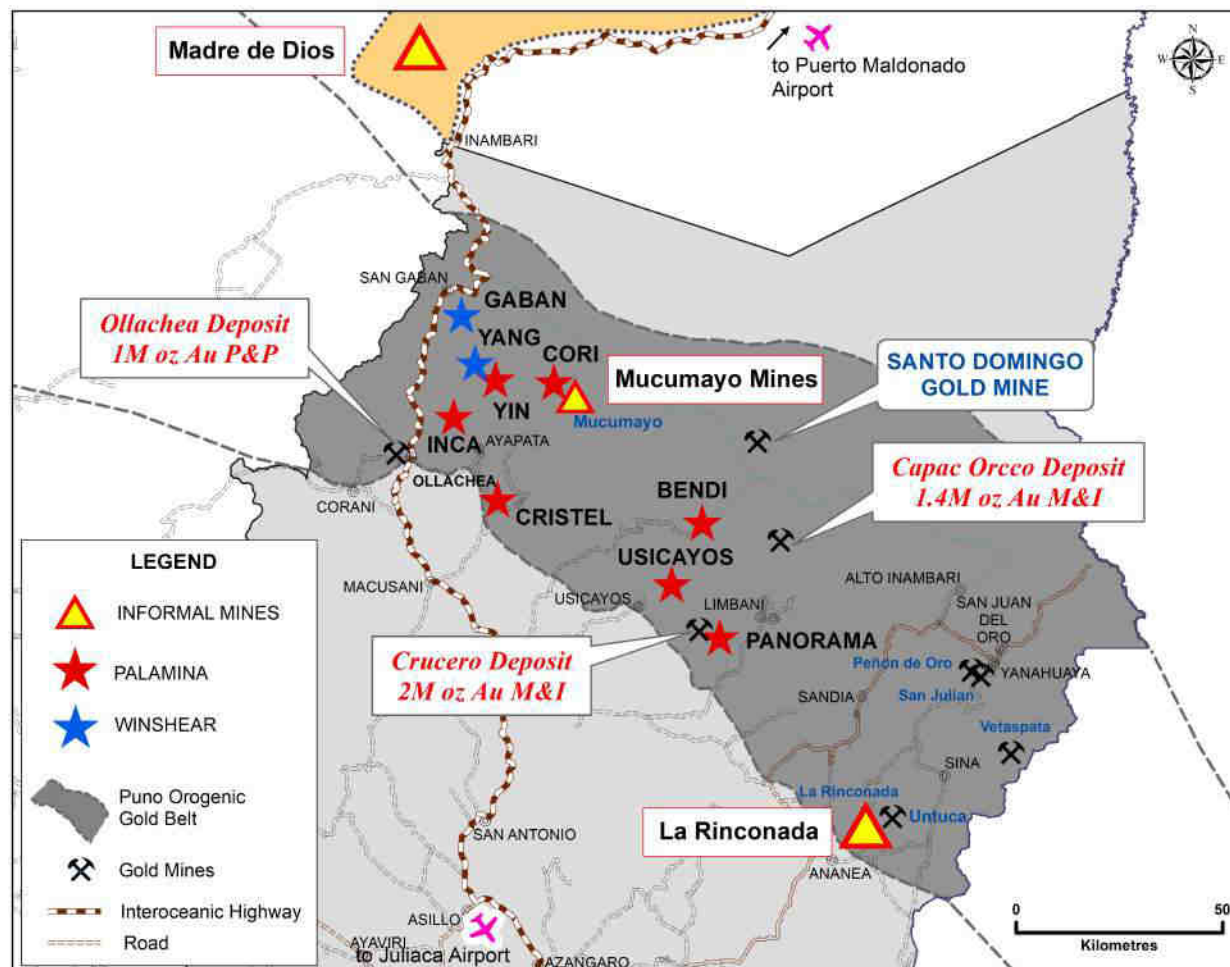 Madre de Dios
to Puerto Maldonado
Airport
N
W
E
S
INAMBARI
SAN GABAN
GABAN
YANG
CORI
Ollachea Deposit
1M oz Au P&P
Mucumayo Mines
SANTO DOMINGO
GOLD MINE
YIN
Mucumayo
INCA
AYAPATA
OLLACHEA
CORANI
CRISTEL
BENDI
Capac Orcco Deposit
1.4M oz Au M&I
USICAYOS
MACUSANI
USICAYOS
LIMBANI
ALTO INAMBARI
SAN JUAN
DEL
ORO
PANORAMA
Crucero Deposit
2M oz Au M&I
Peñon de Oro
YANAHUAYA
SANDIA
San Julian
Vetaspata
SINA
La Rinconada
Untuca
La Rinconada
SAN ANTONIO
ANANEA
ASILLO
AYAVIRI
to Juliaca Airport
AZANGARO
LEGEND
INFORMAL MINES
PALAMINA
WINSHEAR
Puno Orogenic
Gold Belt
Gold Mines
Interoceanic Highway
Road
0
50
Kilometres